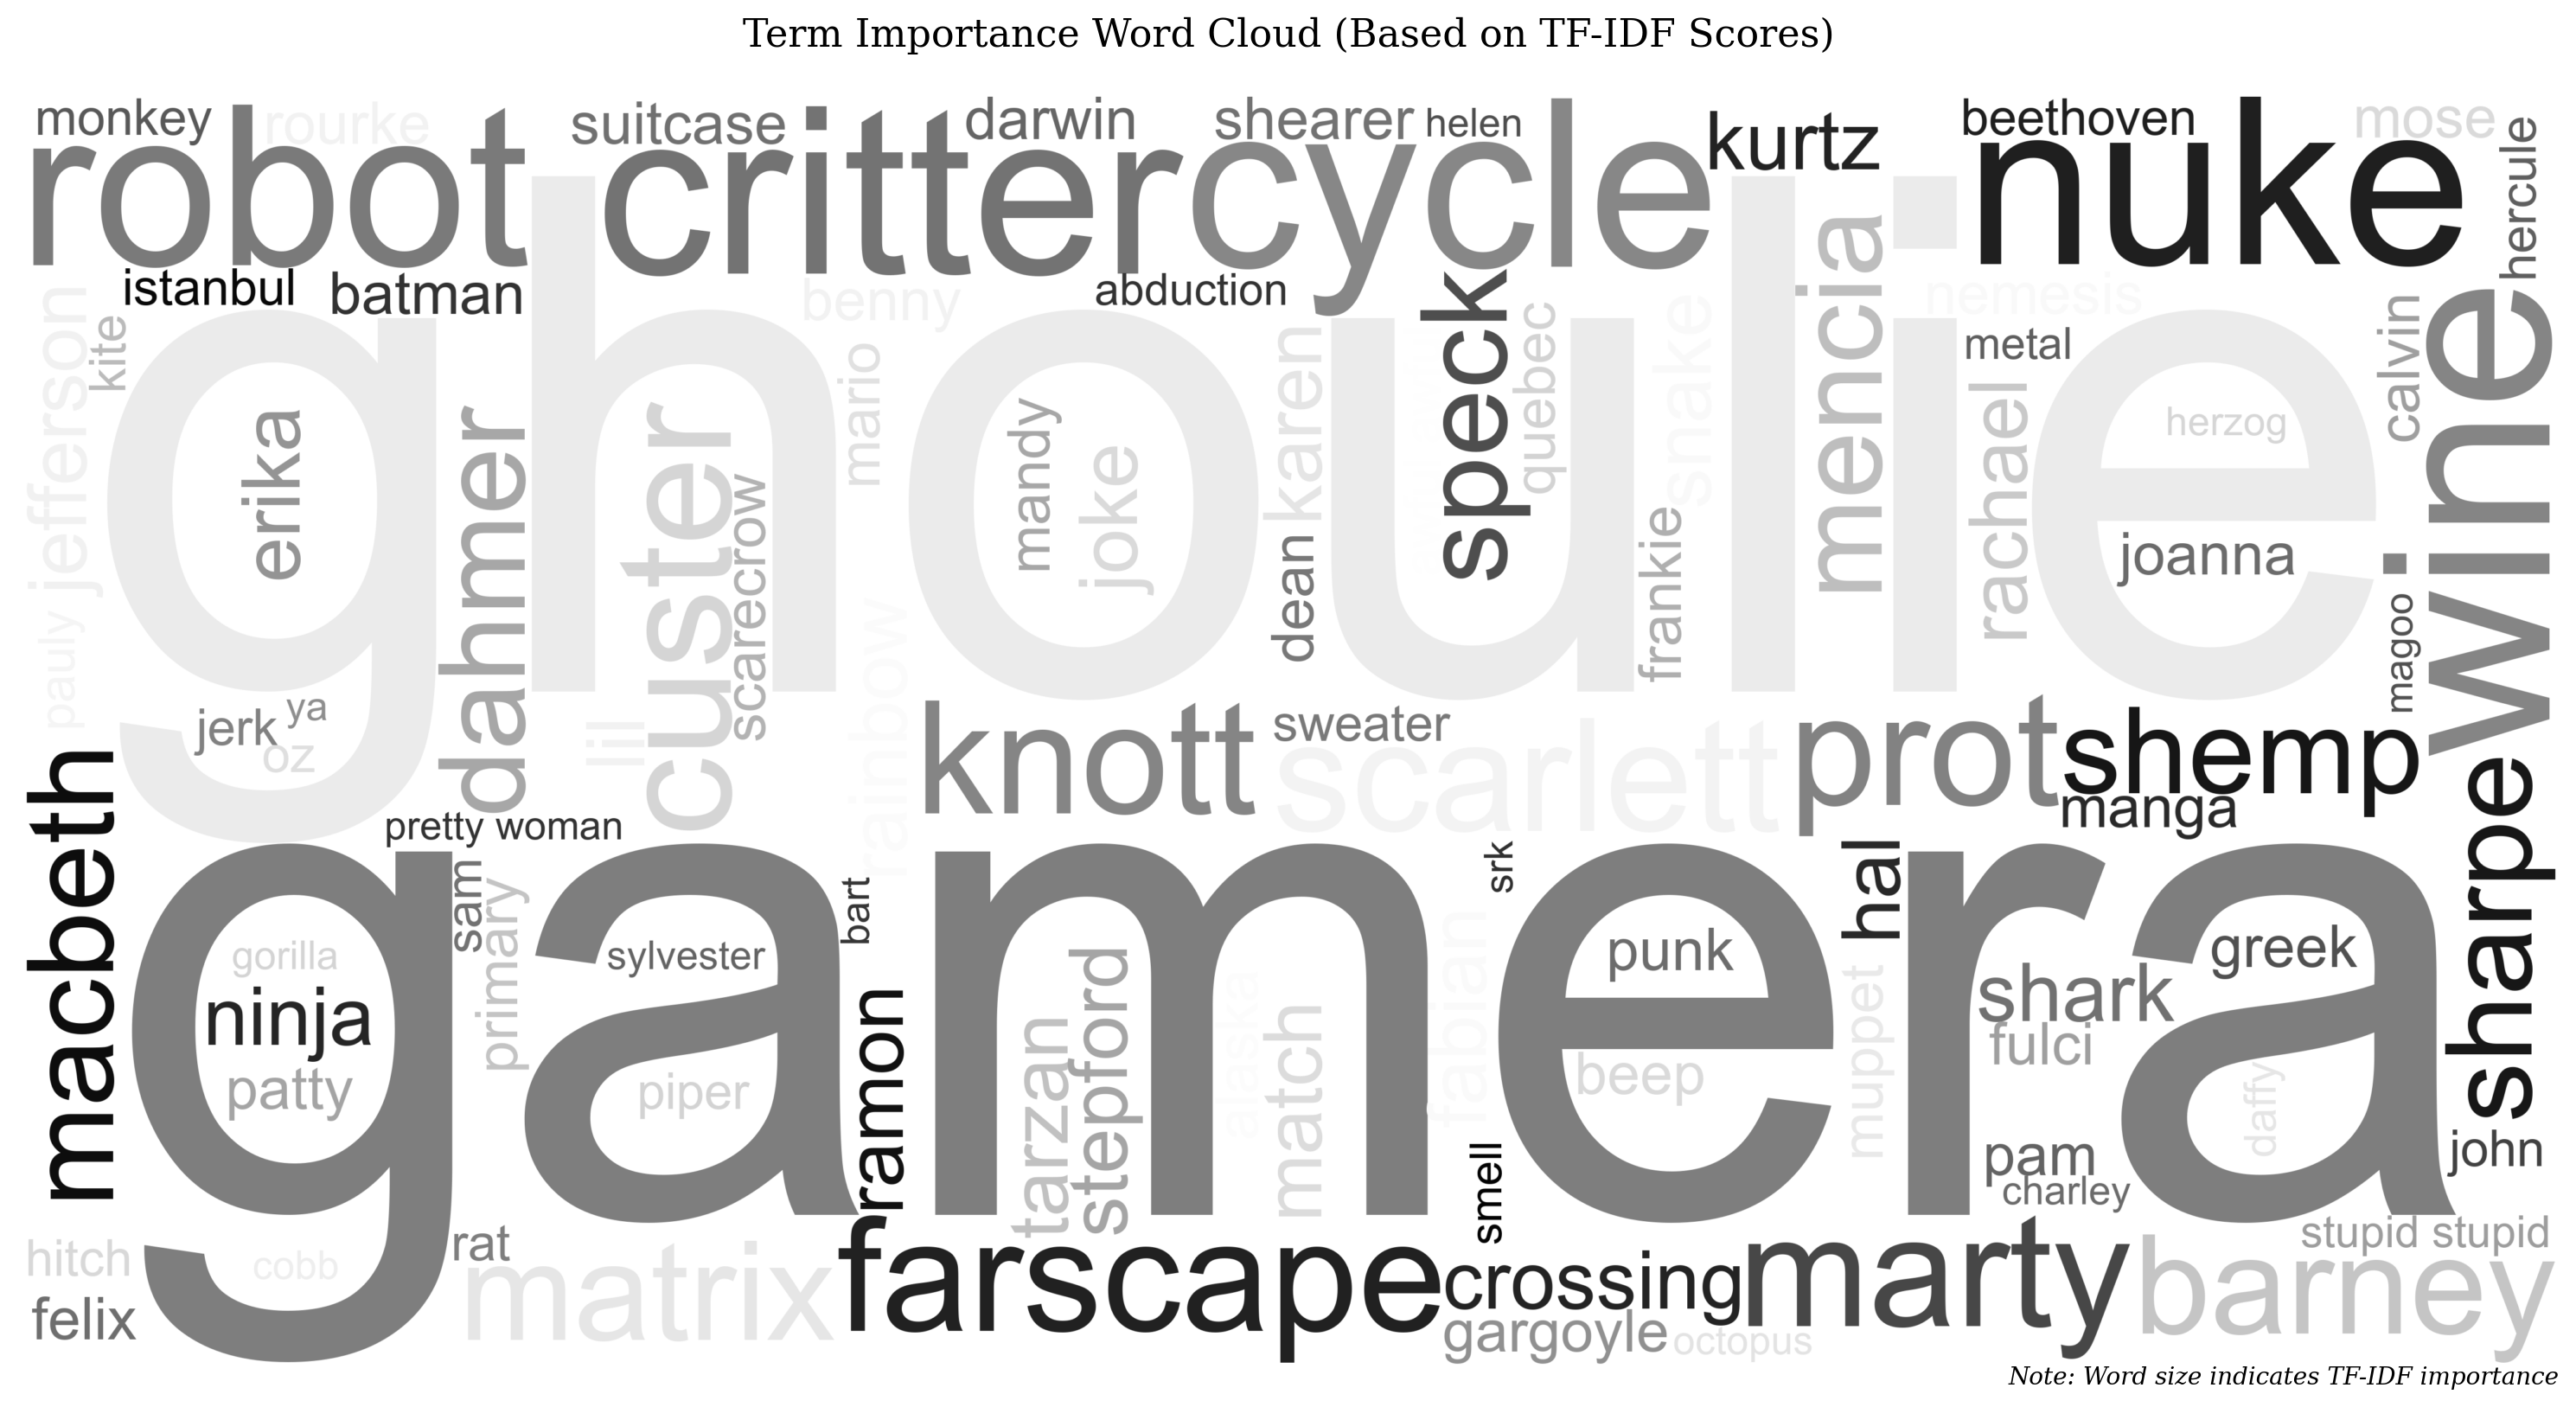 Term Importance Word Cloud (Based on TF-IDF Scores)
monkey
rourke
suitcase
darwin
shearer
helen
kurtz
beethoven
mose
hercule
robot
critter
cycle
nuke
istanbul
batman
benny
abduction
nemesis
metal
kite
jefferson
pauly
ghoulie
erika
dahmer
custer
scarecrow
mario
mandy
joke
karen
dean
speck
quebec
snake
frankie
mencia
rachael
herzog
joanna
calvin
magoo
wine
jerk
ya
oz
lil
rainbow
knott
sweater
scarlett
prot
shemp
manga
macbeth
pretty woman
sam
primary
bart
srk
hal
sharpe
gamera
gorilla
ninja
patty
sylvester
piper
ramon
tarzan
stepford
alaska
match
fabian
punk
beep
muppet
shark
fulci
greek
daffy
smell
pam
charley
john
hitch
felix
cobb
rat
matrix
farscape
crossing
gargoyle
octopus
marty
barney
stupid stupid
Note: Word size indicates TF-IDF importance